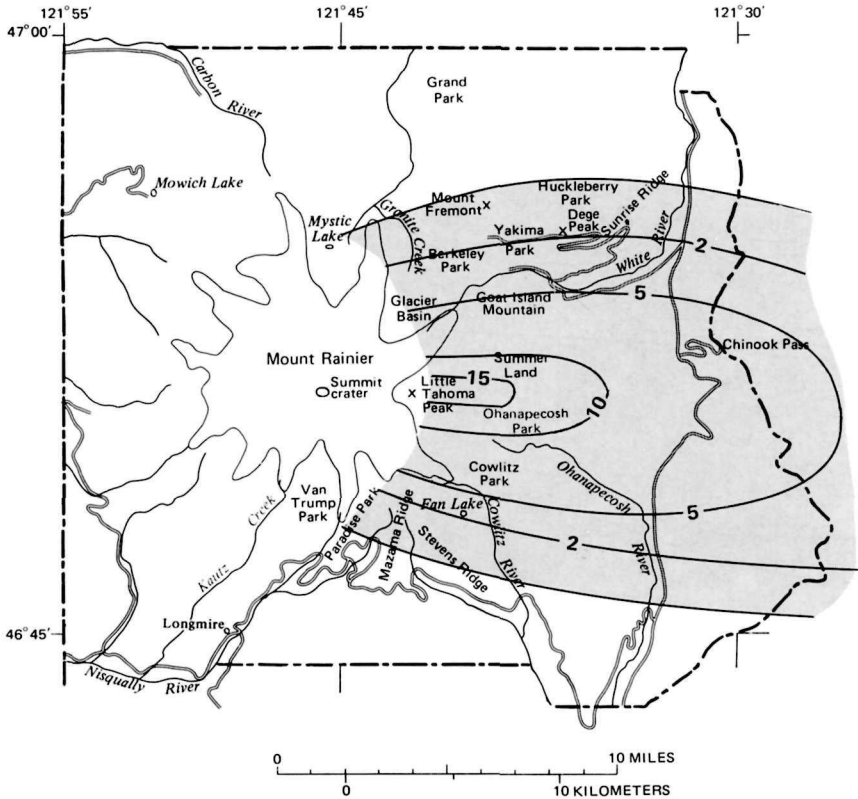 121°55'
121°45'
121°30'
47°00'
Carbon
River
Grand
Park
Mowich Lake
Mystic
Lake
Granite Creek
Mount
Fremont
Huckleberry
Park
Dege
Peak
Sunrise Ridge
Yakima
Park
Berkeley
Park
White
River
2
Glacier
Basin
Goat Island
Mountain
5
Chinook Pass
Mount Rainier
Summit
crater
Summer
Land
15
Little
Tahoma
Peak
10
Ohanapecosh
Park
Cowlitz
Park
Ohanapecosh
River
Van
Trump
Park
Paradise Park
Mazama Ridge
Fan Lake
Cowlitz
River
Stevens Ridge
5
2
Kautz
Creek
Longmire
46°45'
Nisqually
River
0
10 MILES
0
10 KILOMETERS